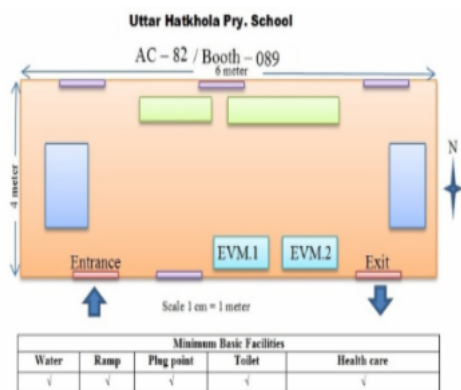 Uttar Hatkhola Pry. School
AC – 82 / Booth – 089
6 meter
4 meter
N
EVM.1 EVM.2
Entrance Exit
Scale 1 cm = 1 meter
Minimum Basic Facilities
Water Ramp Plug point Toilet Health care
√ √ √ √ √